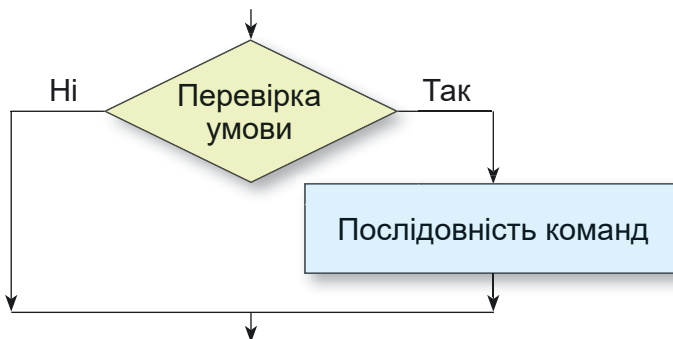 Ні
Перевірка
умови
Так
Послідовність команд